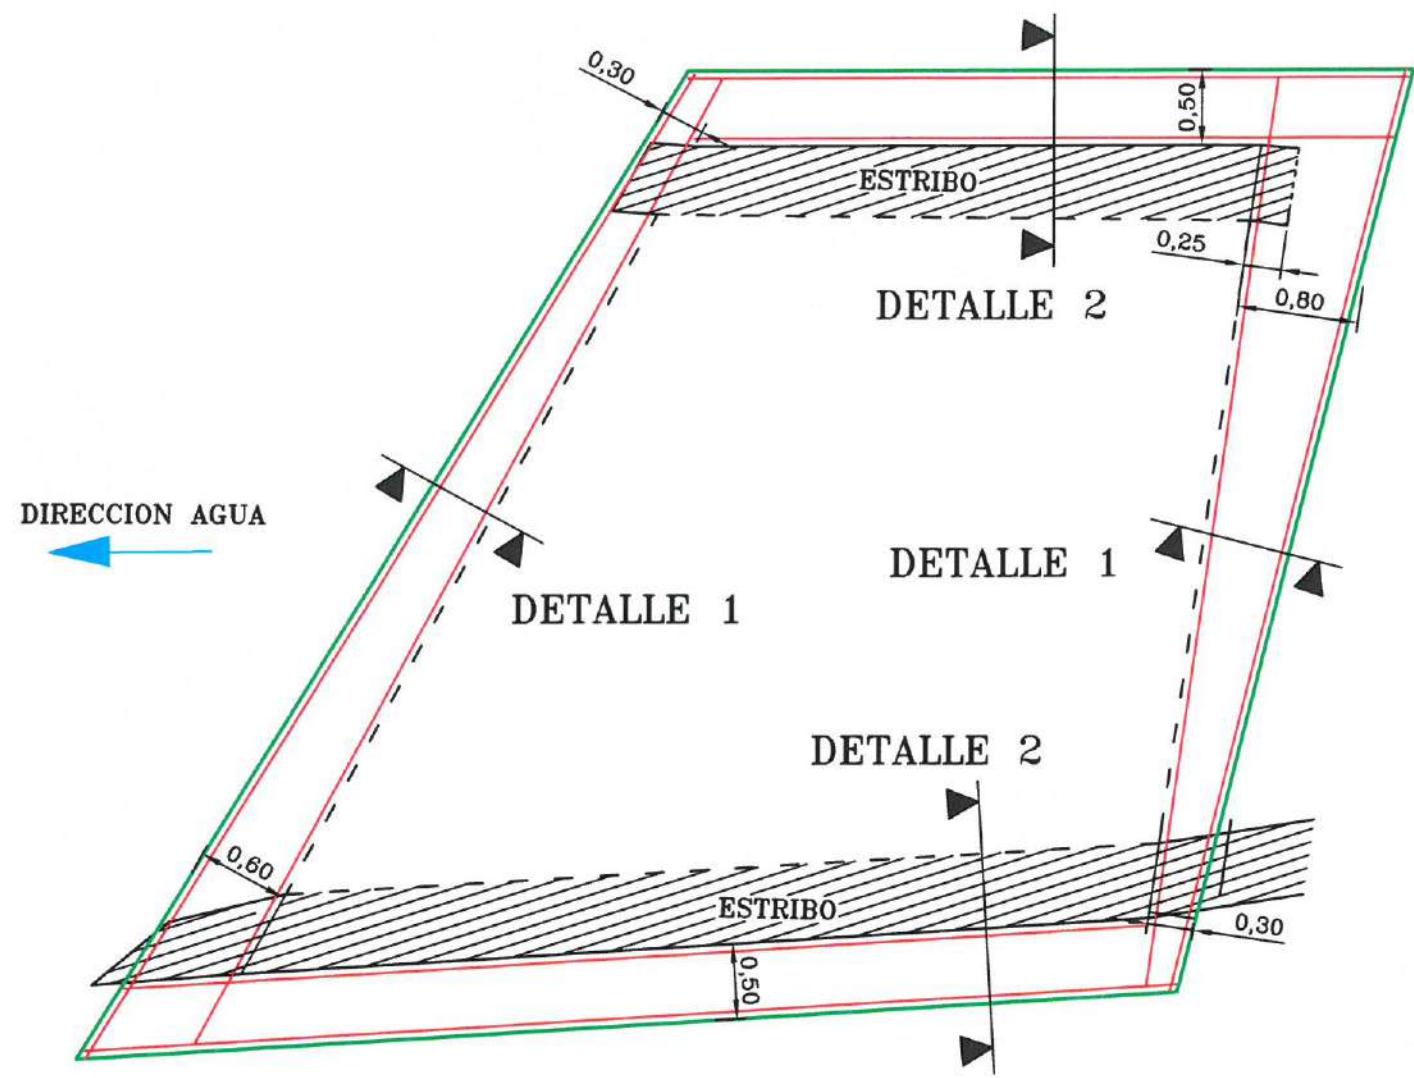 0,30
0,50
ESTRIBO
0,25
DETALLE 2
0,80
DIRECCION AGUA
DETALLE 1
DETALLE 1
DETALLE 2
0,60
ESTRIBO
0,30
0,50